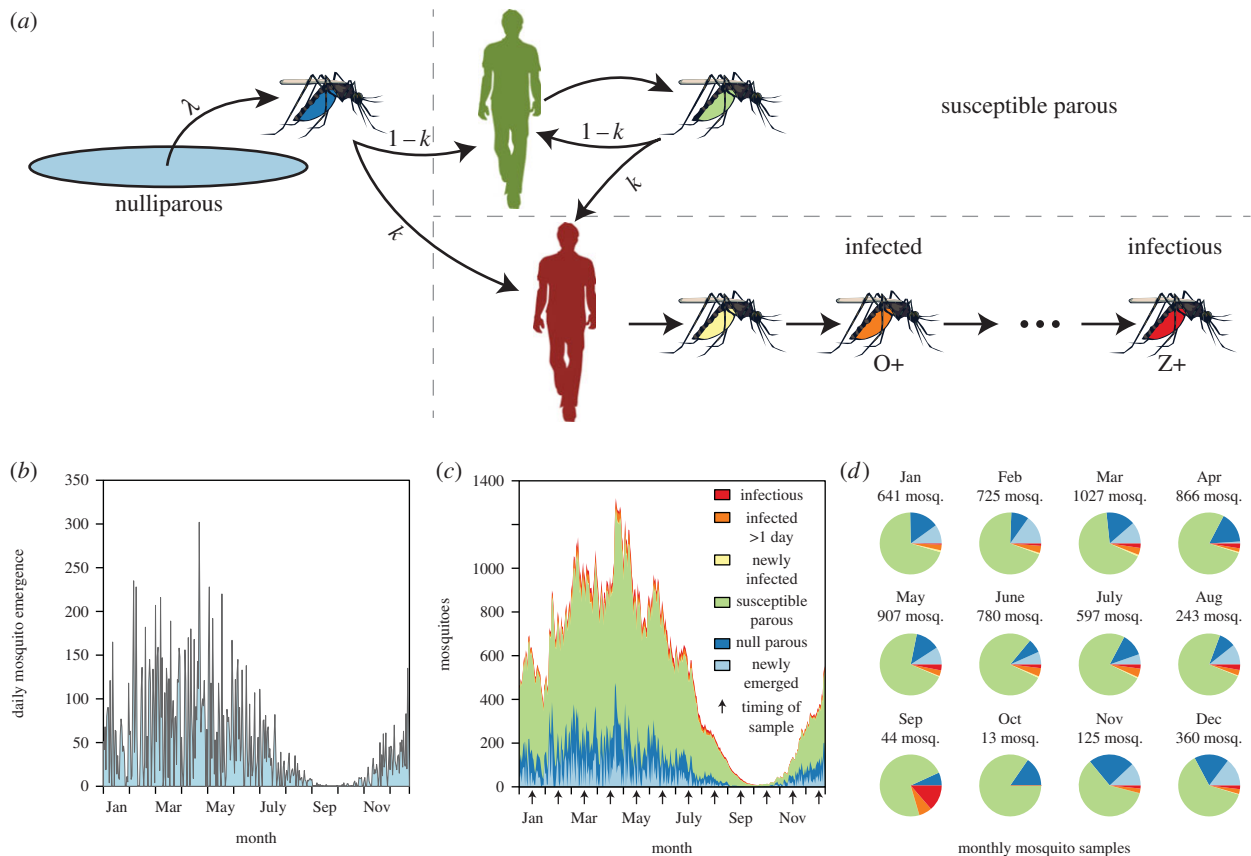 (a)
λ
nulliparous
1 – k
k
1 – k
k
susceptible parous
infected
infectious
O+
Z+
(b)
daily mosquito emergence
350
300
250
200
150
100
50
0
Jan Mar May July Sep Nov
month
(c)
mosquitoes
1400
1200
1000
800
600
400
200
0
infectious
infected
>1 day
newly
infected
susceptible
parous
null parous
newly
emerged
timing of
sample
Jan Mar May July Sep Nov
month
(d)
Jan Feb Mar Apr
641 mosq. 725 mosq. 1027 mosq. 866 mosq.
May June July Aug
907 mosq. 780 mosq. 597 mosq. 243 mosq.
Sep Oct Nov Dec
44 mosq. 13 mosq. 125 mosq. 360 mosq.
monthly mosquito samples